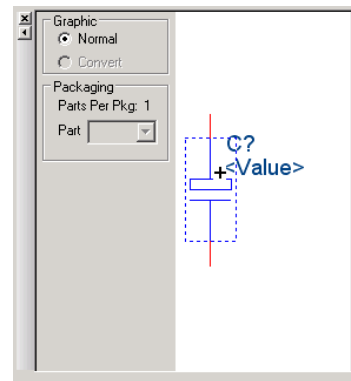 Graphic
Normal
Convert
Packaging
Parts Per Pkg: 1
Part
C?
<Value>